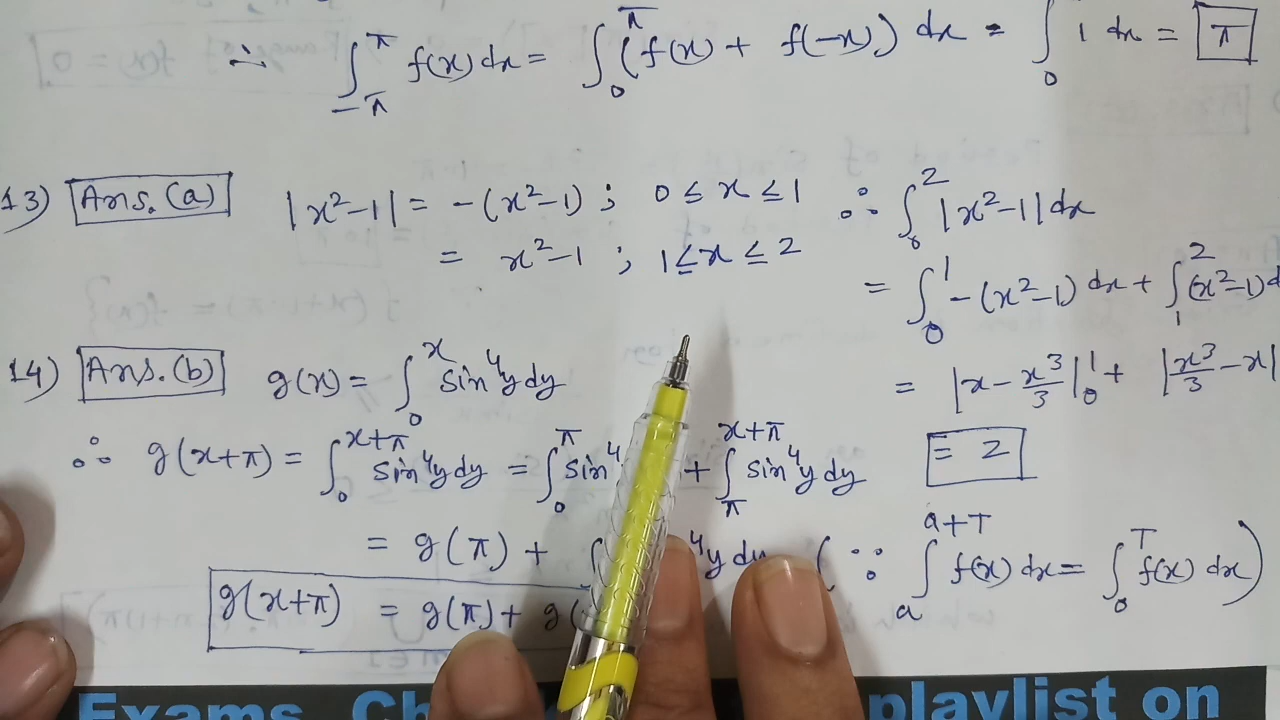 ∴ ∫_{-π}^{π} f(x) dx = ∫_0^π (f(x) + f(-x)) dx = ∫_0 1 dx = π
13) Ans. (a) |x²-1| = -(x²-1) ; 0 ≤ x ≤ 1 ∴ ∫_0^2 |x²-1| dx
= x²-1 ; 1 ≤ x ≤ 2
= ∫_0^1 -(x²-1) dx + ∫_1^2 (x²-1) d
= |x - x³/3|_0^1 + |x³/3 - x|
= 2
14) Ans. (b) g(x) = ∫_0^x sin⁴y dy
∴ g(x+π) = ∫_0^{x+π} sin⁴y dy = ∫_0^π sin⁴ + ∫_π^{x+π} sin⁴y dy
= g(π) + ∫ ⁴y dy (∵ ∫_a^{a+T} f(x) dx = ∫_0^T f(x) dx)
g(x+π) = g(π) + g(
Exams Ch playlist on